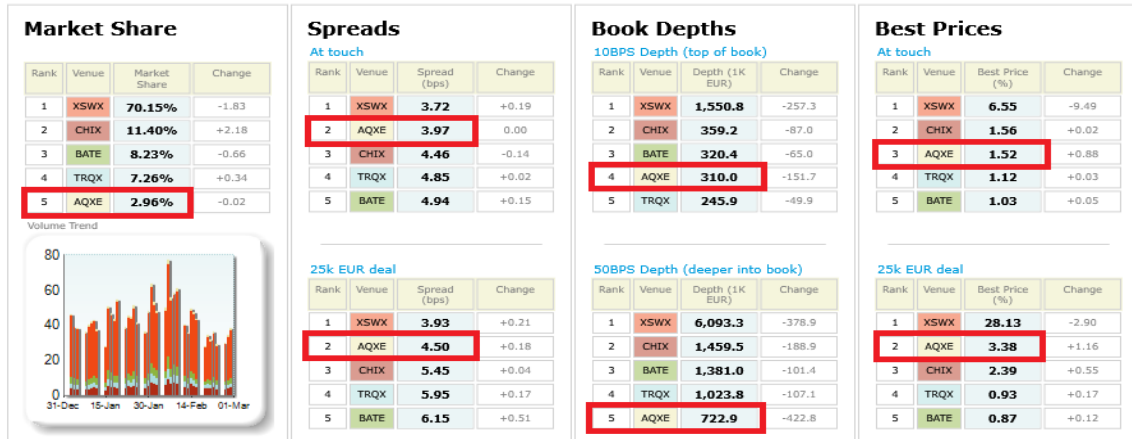 Market Share
Rank Venue Market Share Change
1 XSWX 70.15% -1.83
2 CHIX 11.40% +2.18
3 BATE 8.23% -0.66
4 TRQX 7.26% +0.34
5 AQXE 2.96% -0.02
Volume Trend
80
60
40
20
0
31-Dec 15-Jan 30-Jan 14-Feb 01-Mar
Spreads
At touch
Rank Venue Spread (bps) Change
1 XSWX 3.72 +0.19
2 AQXE 3.97 0.00
3 CHIX 4.46 -0.14
4 TRQX 4.85 +0.02
5 BATE 4.94 +0.15
25k EUR deal
Rank Venue Spread (bps) Change
1 XSWX 3.93 +0.21
2 AQXE 4.50 +0.18
3 CHIX 5.45 +0.04
4 TRQX 5.95 +0.17
5 BATE 6.15 +0.51
Book Depths
10BPS Depth (top of book)
Rank Venue Depth (1K EUR) Change
1 XSWX 1,550.8 -257.3
2 CHIX 359.2 -87.0
3 BATE 320.4 -65.0
4 AQXE 310.0 -151.7
5 TRQX 245.9 -49.9
50BPS Depth (deeper into book)
Rank Venue Depth (1K EUR) Change
1 XSWX 6,093.3 -378.9
2 CHIX 1,459.5 -188.9
3 BATE 1,381.0 -101.4
4 TRQX 1,023.8 -107.1
5 AQXE 722.9 -422.8
Best Prices
At touch
Rank Venue Best Price (%) Change
1 XSWX 6.55 -9.49
2 CHIX 1.56 +0.02
3 AQXE 1.52 +0.88
4 TRQX 1.12 +0.03
5 BATE 1.03 +0.05
25k EUR deal
Rank Venue Best Price (%) Change
1 XSWX 28.13 -2.90
2 AQXE 3.38 +1.16
3 CHIX 2.39 +0.55
4 TRQX 0.93 +0.17
5 BATE 0.87 +0.12